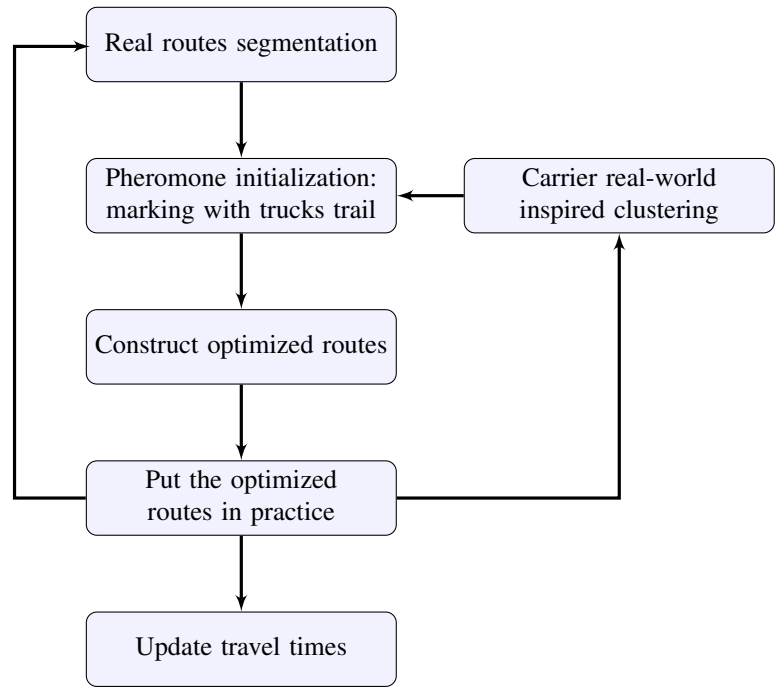 Real routes segmentation
Pheromone initialization:
marking with trucks trail
Carrier real-world
inspired clustering
Construct optimized routes
Put the optimized
routes in practice
Update travel times